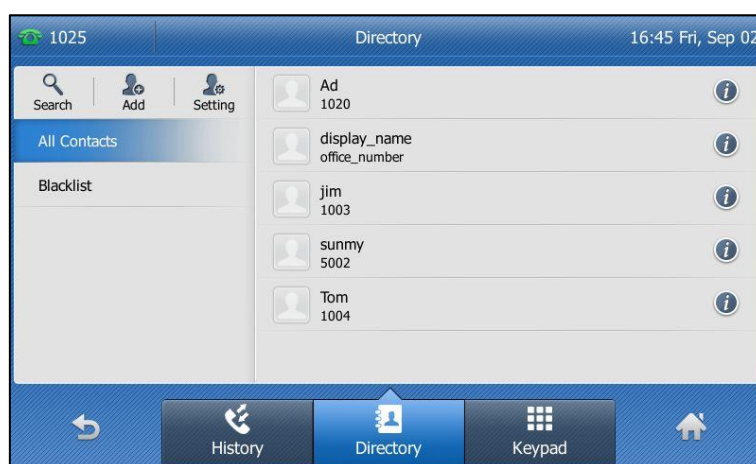 1025
Directory
16:45 Fri, Sep 02
Search
Add
Setting
All Contacts
Blacklist
Ad
1020
display_name
office_number
jim
1003
sunmy
5002
Tom
1004
History
Directory
Keypad